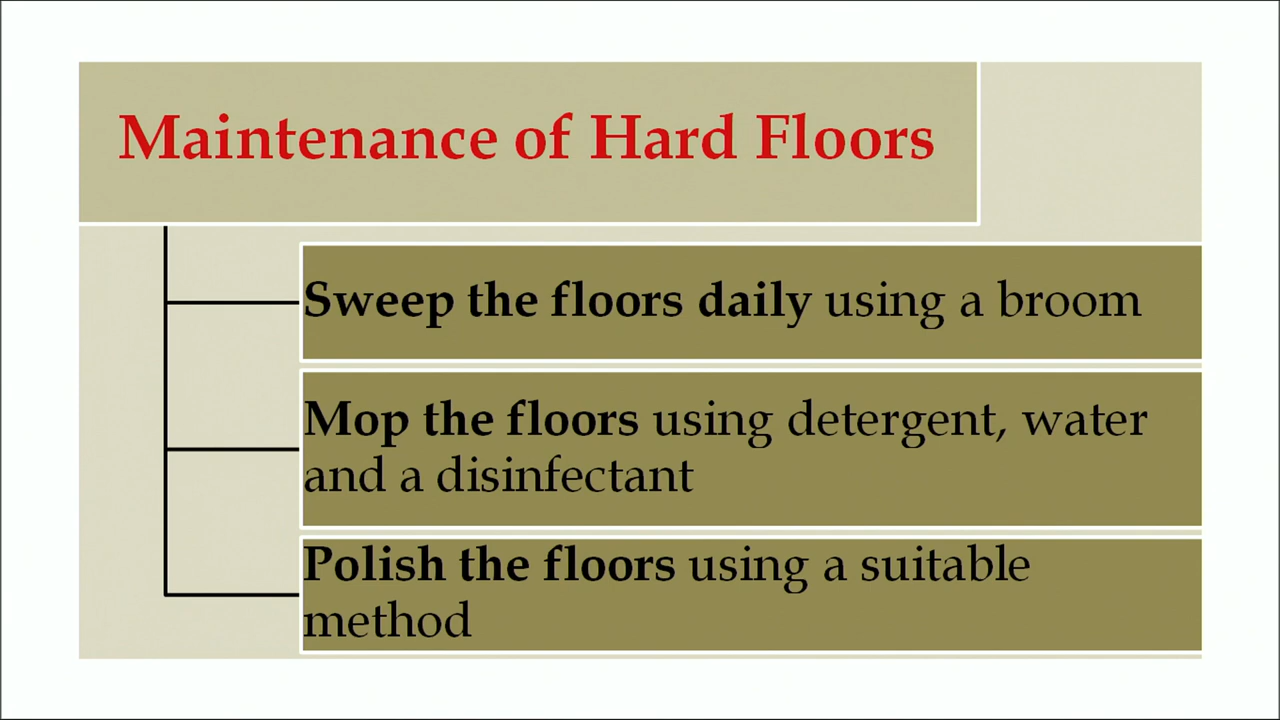 Maintenance of Hard Floors
Sweep the floors daily using a broom
Mop the floors using detergent, water
and a disinfectant
Polish the floors using a suitable
method